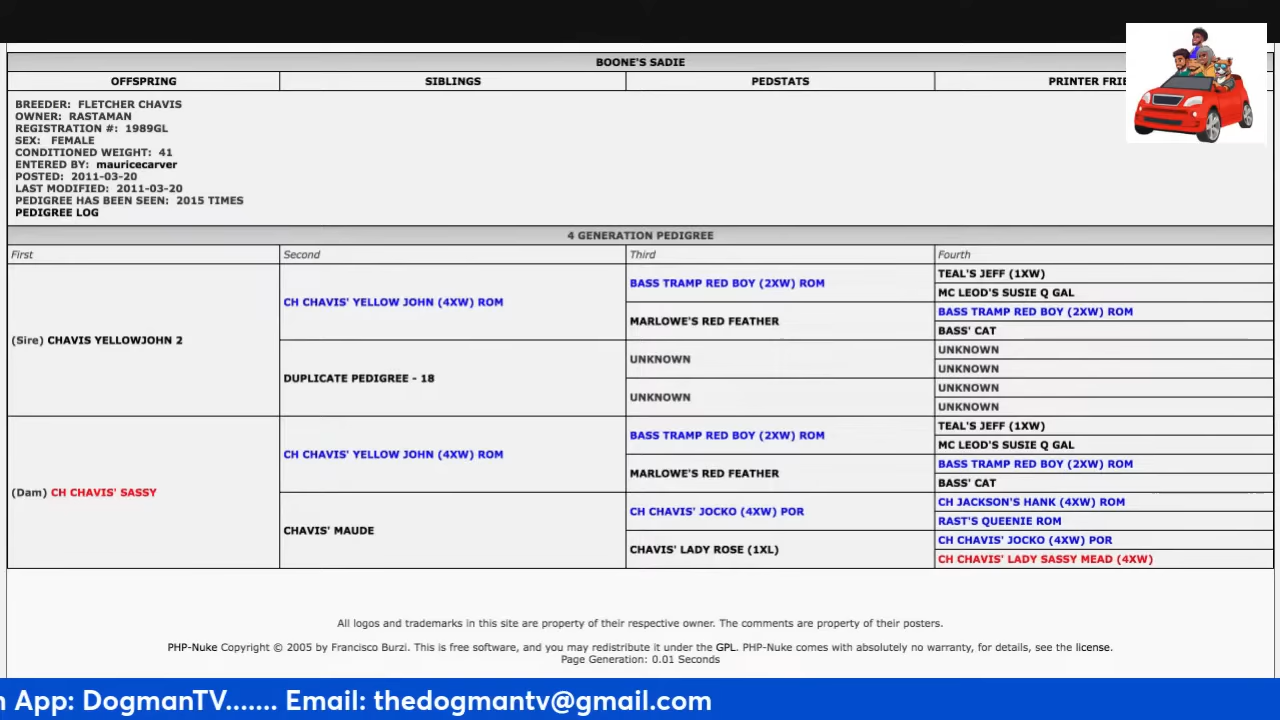 BOONE'S SADIE
OFFSPRING SIBLINGS PEDSTATS PRINTER FRIE
BREEDER: FLETCHER CHAVIS
OWNER: RASTAMAN
REGISTRATION #: 1989GL
SEX: FEMALE
CONDITIONED WEIGHT: 41
ENTERED BY: mauricecarver
POSTED: 2011-03-20
LAST MODIFIED: 2011-03-20
PEDIGREE HAS BEEN SEEN: 2015 TIMES
PEDIGREE LOG
4 GENERATION PEDIGREE
First Second Third Fourth
(Sire) CHAVIS YELLOWJOHN 2
CH CHAVIS' YELLOW JOHN (4XW) ROM
BASS TRAMP RED BOY (2XW) ROM
TEAL'S JEFF (1XW)
MC LEOD'S SUSIE Q GAL
MARLOWE'S RED FEATHER
BASS TRAMP RED BOY (2XW) ROM
BASS' CAT
DUPLICATE PEDIGREE - 18
UNKNOWN
UNKNOWN
UNKNOWN
UNKNOWN
UNKNOWN
UNKNOWN
(Dam) CH CHAVIS' SASSY
CH CHAVIS' YELLOW JOHN (4XW) ROM
BASS TRAMP RED BOY (2XW) ROM
TEAL'S JEFF (1XW)
MC LEOD'S SUSIE Q GAL
MARLOWE'S RED FEATHER
BASS TRAMP RED BOY (2XW) ROM
BASS' CAT
CHAVIS' MAUDE
CH CHAVIS' JOCKO (4XW) POR
CH JACKSON'S HANK (4XW) ROM
RAST'S QUEENIE ROM
CHAVIS' LADY ROSE (1XL)
CH CHAVIS' JOCKO (4XW) POR
CH CHAVIS' LADY SASSY MEAD (4XW)
All logos and trademarks in this site are property of their respective owner. The comments are property of their posters.
PHP-Nuke Copyright © 2005 by Francisco Burzi. This is free software, and you may redistribute it under the GPL. PHP-Nuke comes with absolutely no warranty, for details, see the license.
Page Generation: 0.01 Seconds
n App: DogmanTV....... Email: thedogmantv@gmail.com